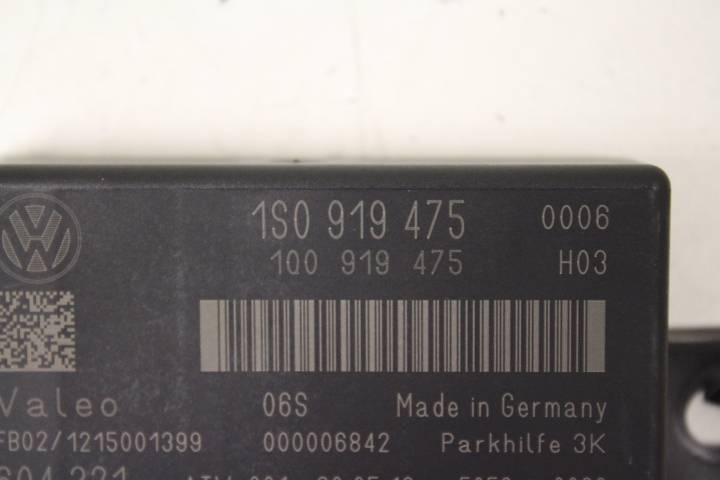 1S0 919 475 0006
1Q0 919 475 H03
Valeo 06S Made in Germany
FB02/1215001399 000006842 Parkhilfe 3K